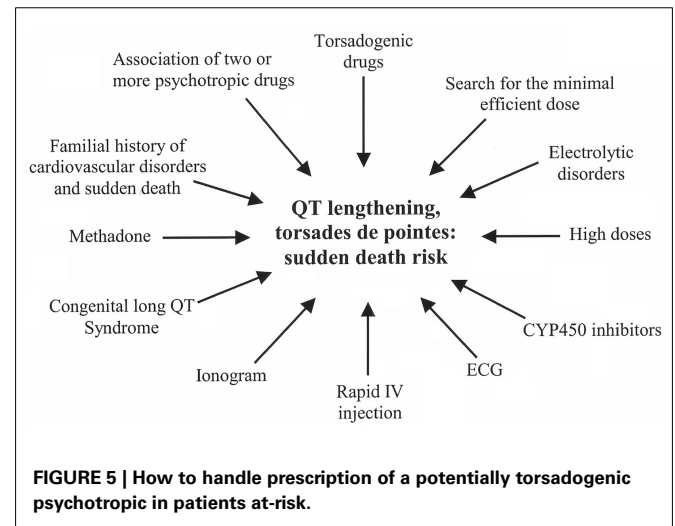 Torsadogenic
drugs
Association of two or
more psychotropic drugs
Search for the minimal
efficient dose
Familial history of
cardiovascular disorders
and sudden death
Electrolytic
disorders
QT lengthening,
torsades de pointes:
sudden death risk
Methadone
High doses
Congenital long QT
Syndrome
CYP450 inhibitors
Ionogram
ECG
Rapid IV
injection
FIGURE 5 | How to handle prescription of a potentially torsadogenic
psychotropic in patients at-risk.